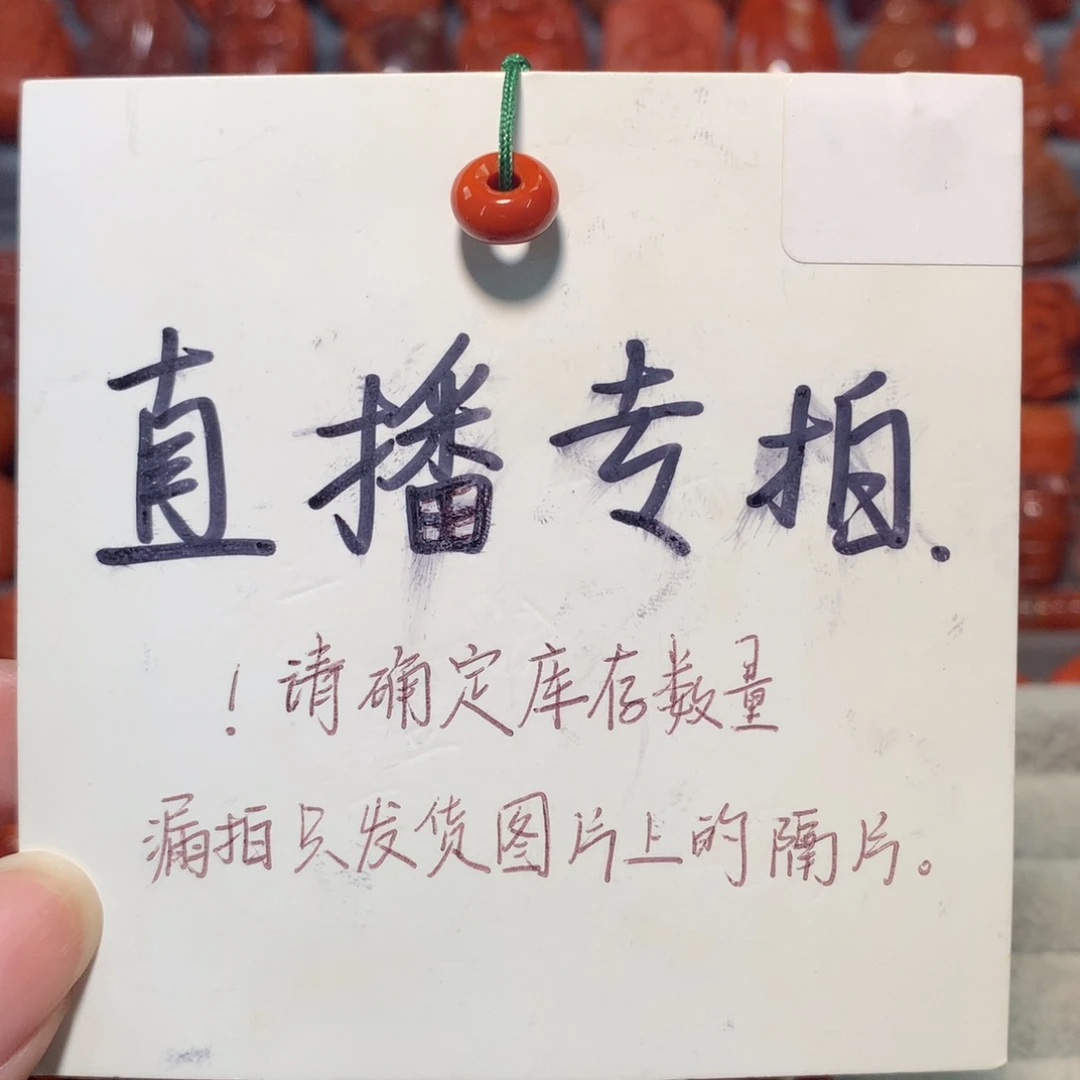 直播专拍.
！请确定库存数量
漏拍只发货图片上的隔片。